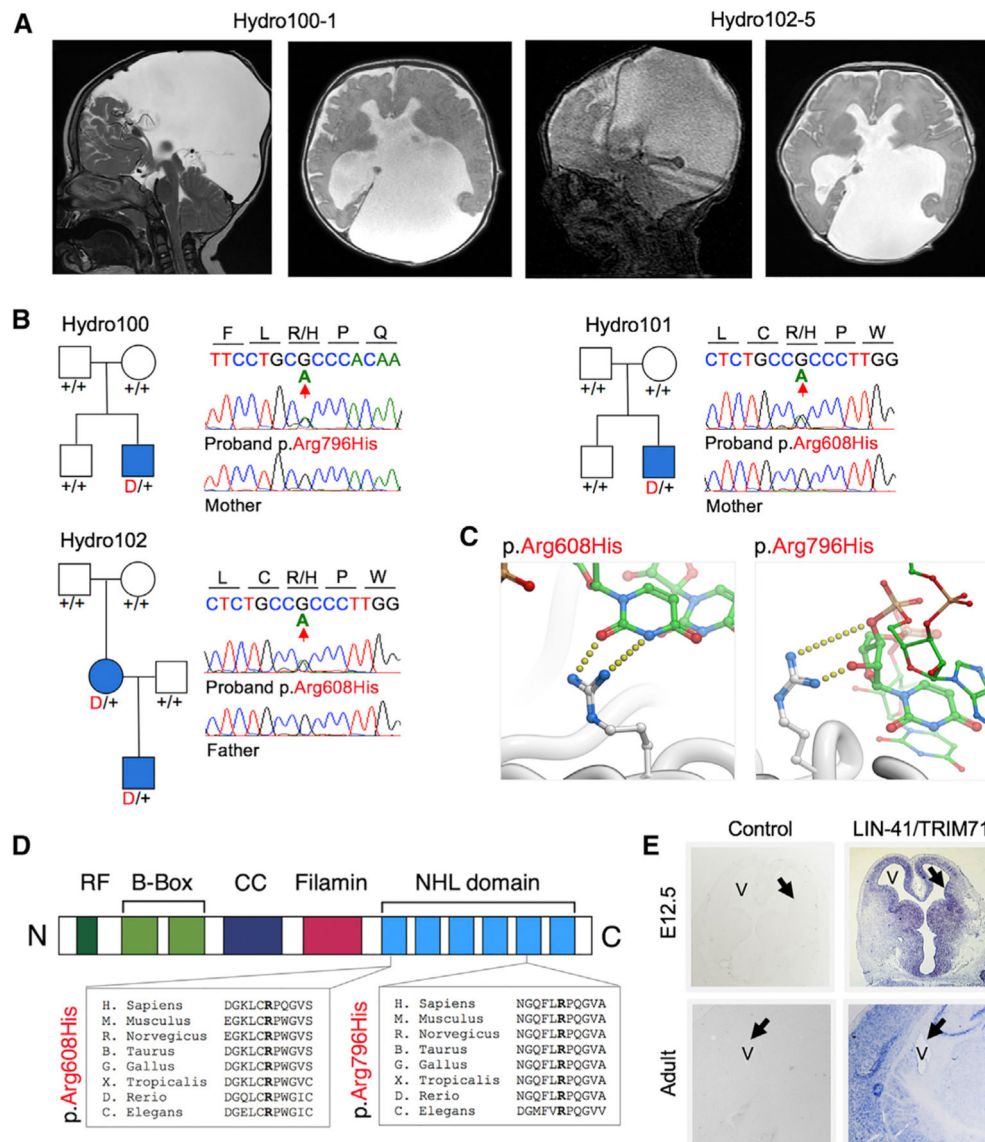 A
Hydro100-1
Hydro102-5
B
Hydro100
+/+
+/+
+/+
D/+
F L R/H P Q
TTCCTGCGCCCACAA
A
Proband p.Arg796His
Mother
Hydro101
+/+
+/+
+/+
D/+
L C R/H P W
CTCTGCCGCCCTTGG
A
Proband p.Arg608His
Mother
Hydro102
+/+
+/+
D/+
+/+
D/+
L C R/H P W
CTCTGCCGCCCTTGG
A
Proband p.Arg608His
Father
C
p.Arg608His
p.Arg796His
D
RF B-Box CC Filamin NHL domain
N
C
p.Arg608His
H. Sapiens DGKLCRPQGVS
M. Musculus EGKLCRPWGVS
R. Norvegicus DGKLCRPWGVS
B. Taurus DGKLCRPWGVS
G. Gallus DGKLCRPWGVS
X. Tropicalis DGKLCRPWGVC
D. Rerio DGQLCRPWGIC
C. Elegans DGELCRPWGIC
p.Arg796His
H. Sapiens NGQFLRPQGVA
M. Musculus NGQFLRPQGVA
R. Norvegicus NGQFLRPQGVA
B. Taurus NGQFLRPQGVA
G. Gallus NGQFLRPQGVA
X. Tropicalis NGQFLRPQGVA
D. Rerio NGQFLRPQGVA
C. Elegans DGMFVRPQGVV
E
Control
LIN-41/TRIM71
E12.5
V
V
Adult
V
V